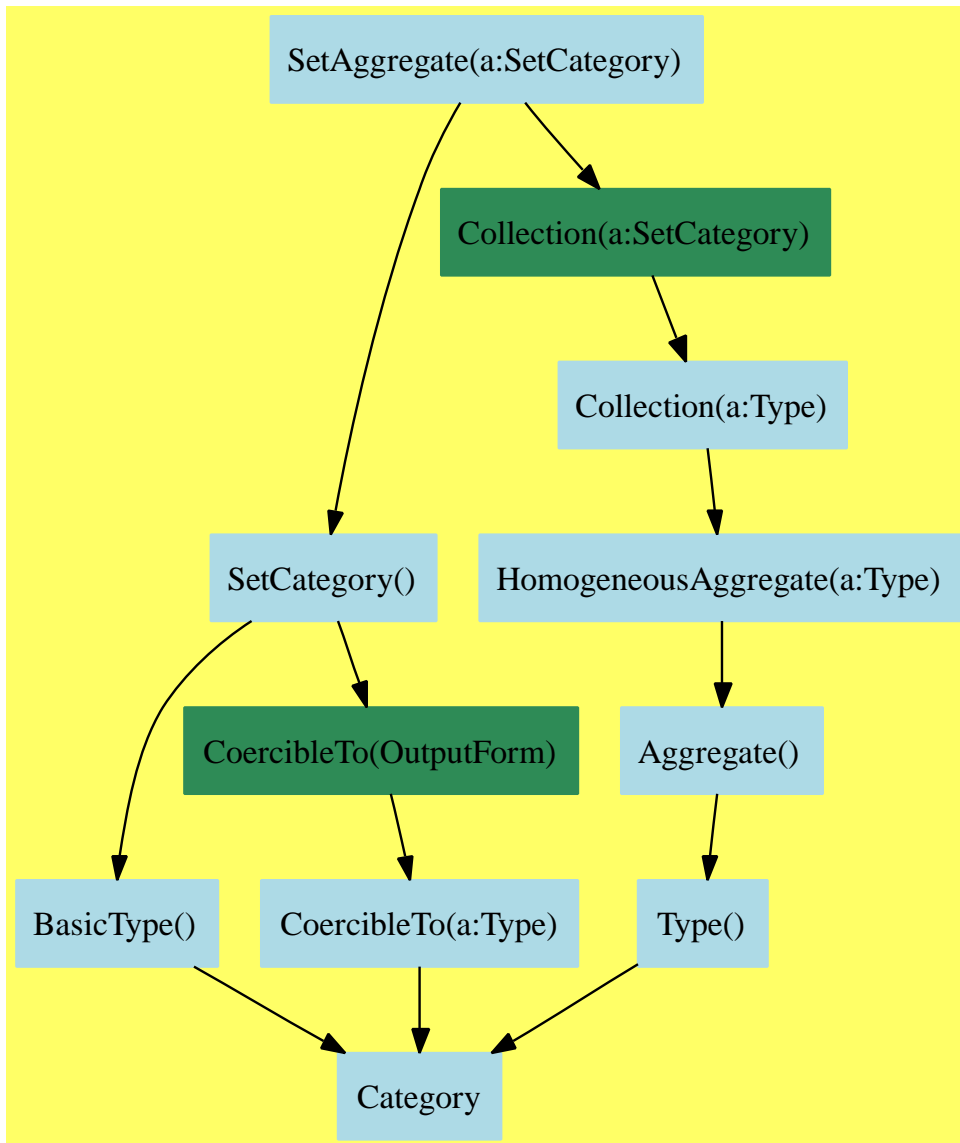 SetAggregate(a:SetCategory)
Collection(a:SetCategory)
Collection(a:Type)
SetCategory()
HomogeneousAggregate(a:Type)
CoercibleTo(OutputForm)
Aggregate()
BasicType()
CoercibleTo(a:Type)
Type()
Category